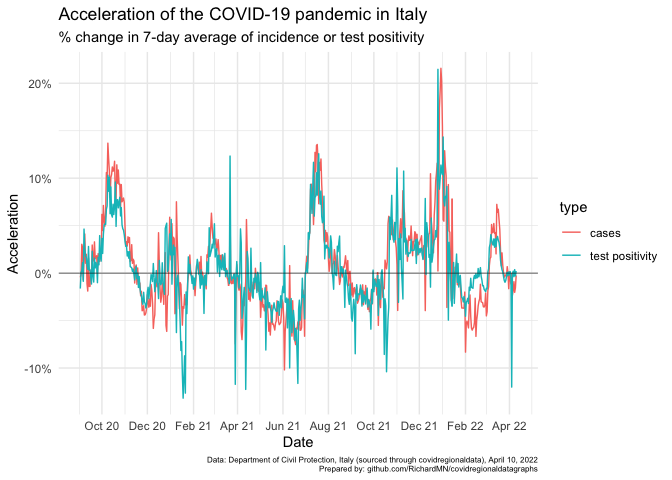 Acceleration of the COVID-19 pandemic in Italy
% change in 7-day average of incidence or test positivity
20%
10%
0%
-10%
Acceleration
Oct 20 Dec 20 Feb 21 Apr 21 Jun 21 Aug 21 Oct 21 Dec 21 Feb 22 Apr 22
Date
type
cases
test positivity
Data: Department of Civil Protection, Italy (sourced through covidregionaldata), April 10, 2022
Prepared by: github.com/RichardMN/covidregionaldatagraphs